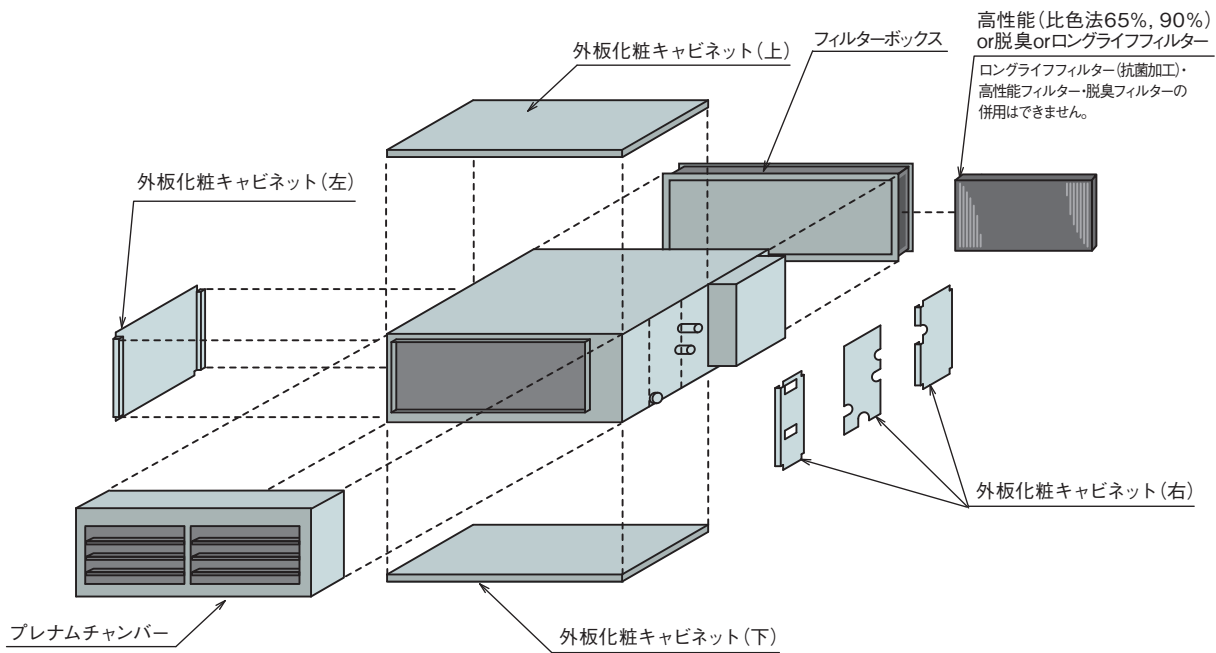 高性能（比色法65%, 90%）
or脱臭orロングライフフィルター
ロングライフフィルター（抗菌加工）・
高性能フィルター・脱臭フィルターの
併用はできません。
フィルターボックス
外板化粧キャビネット（上）
外板化粧キャビネット（左）
外板化粧キャビネット（右）
プレナムチャンバー
外板化粧キャビネット（下）